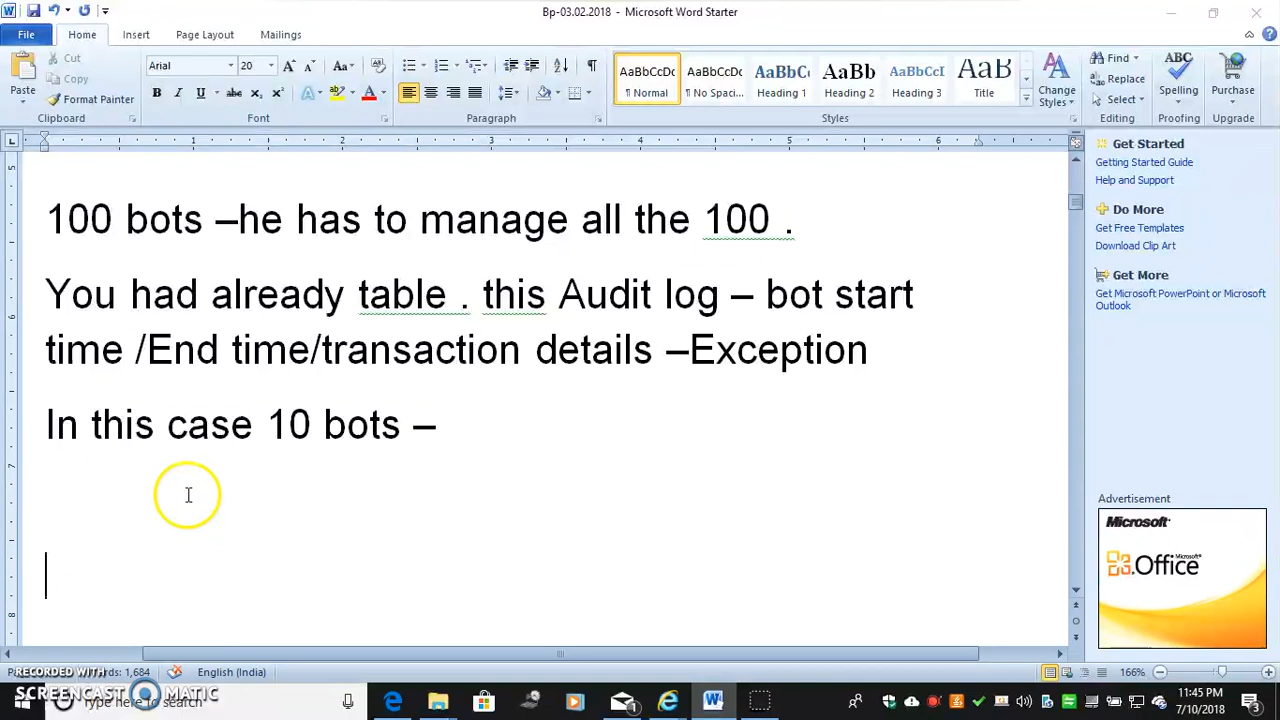 Bp-03.02.2018 - Microsoft Word Starter
File Home Insert Page Layout Mailings
Paste Cut Copy Format Painter
Clipboard
Arial 20
Font
Paragraph
AaBbCcDc AaBbCcDc AaBbC AaBb AaBbCcI AaB
¶ Normal ¶ No Spaci... Heading 1 Heading 2 Heading 3 Title
Styles
Change Styles
Find
Replace
Select
Editing
Spelling
Proofing
Purchase
Upgrade
100 bots –he has to manage all the 100 .
You had already table . this Audit log – bot start
time /End time/transaction details –Exception
In this case 10 bots –
Get Started
Getting Started Guide
Help and Support
Do More
Get Free Templates
Download Clip Art
Get More
Get Microsoft PowerPoint or Microsoft
Outlook
Advertisement
Microsoft
Office
RECORDED WITH
SCREENCAST MATIC
1,684
English (India)
166%
11:45 PM
7/10/2018